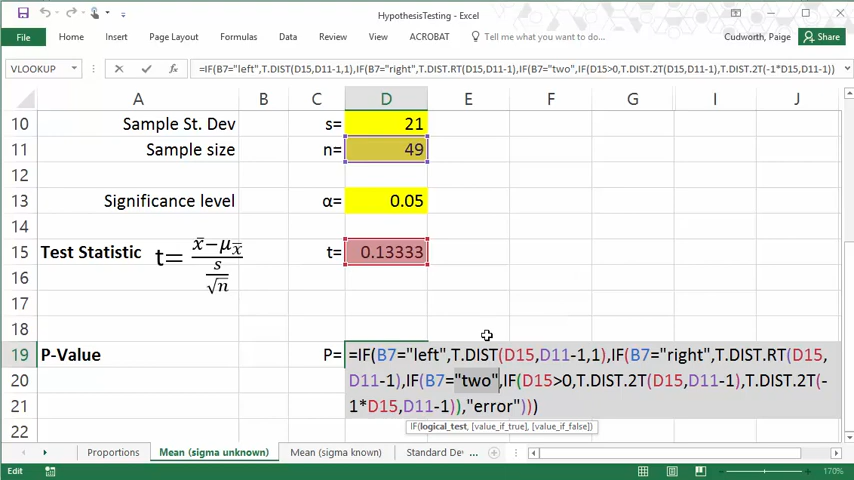 HypothesisTesting - Excel
File Home Insert Page Layout Formulas Data Review View ACROBAT Tell me what you want... Cudworth, Paige Share
VLOOKUP =IF(B7="left",T.DIST(D15,D11-1,1),IF(B7="right",T.DIST.RT(D15,D11-1),IF(B7="two",IF(D15>0,T.DIST.2T(D15,D11-1),T.DIST.2T(-1*D15,D11-1))
A B C D E F G I J
10 Sample St. Dev s= 21
11 Sample size n= 49
12
13 Significance level α= 0.05
14
15 Test Statistic t= x̄−μx̄ / s/√n t= 0.13333
16
17
18
19 P-Value P= =IF(B7="left",T.DIST(D15,D11-1,1),IF(B7="right",T.DIST.RT(D15,
20 D11-1),IF(B7="two",IF(D15>0,T.DIST.2T(D15,D11-1),T.DIST.2T(-
21 1*D15,D11-1)),"error")))
22 IF(logical_test, [value_if_true], [value_if_false])
Proportions Mean (sigma unknown) Mean (sigma known) Standard De ...
Edit 170%